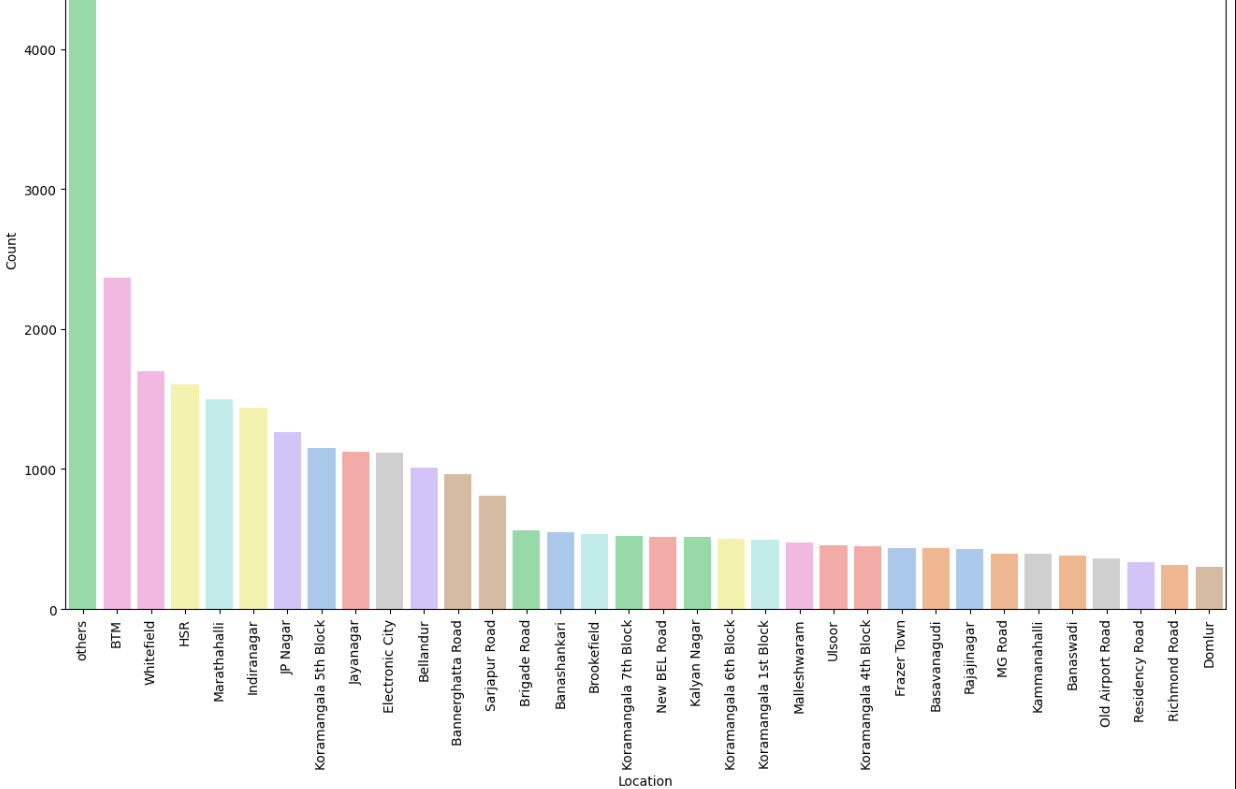 4000
3000
2000
1000
0
Count
others
BTM
Whitefield
HSR
Marathahalli
Indiranagar
JP Nagar
Koramangala 5th Block
Jayanagar
Electronic City
Bellandur
Bannerghatta Road
Sarjapur Road
Brigade Road
Banashankari
Brookefield
Koramangala 7th Block
New BEL Road
Kalyan Nagar
Koramangala 6th Block
Koramangala 1st Block
Malleshwaram
Ulsoor
Koramangala 4th Block
Frazer Town
Basavanagudi
Rajajinagar
MG Road
Kammanahalli
Banaswadi
Old Airport Road
Residency Road
Richmond Road
Domlur
Location